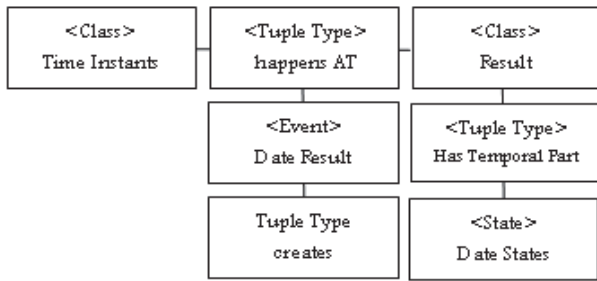 <Class>
Time Instants
<Tuple Type>
happens AT
<Class>
Result
<Event>
Date Result
<Tuple Type>
Has Temporal Part
Tuple Type
creates
<State>
Date States